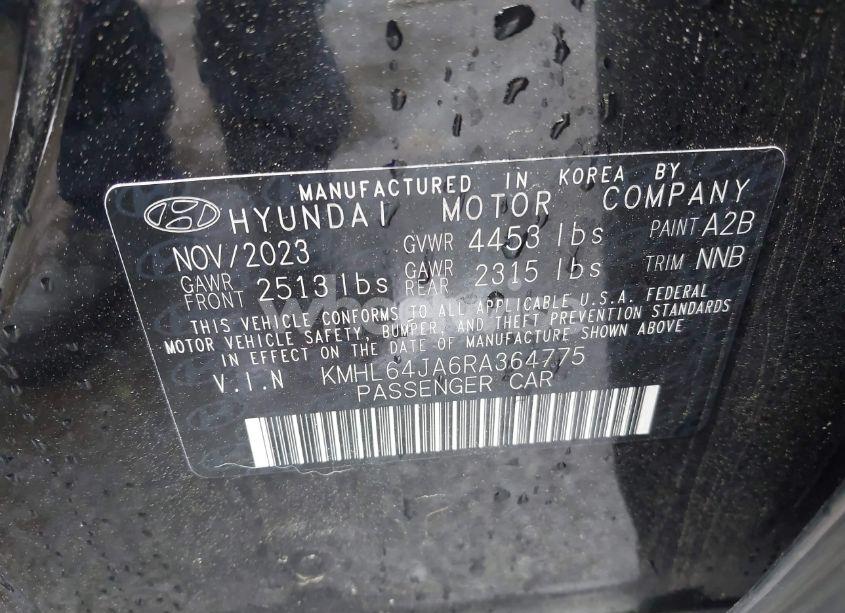 MANUFACTURED IN KOREA BY
HYUNDAI MOTOR COMPANY
NOV/2023 GVWR 4453 lbs PAINT A2B
GAWR FRONT 2513 lbs GAWR REAR 2315 lbs TRIM NNB
THIS VEHICLE CONFORMS TO ALL APPLICABLE U.S.A. FEDERAL
MOTOR VEHICLE SAFETY, BUMPER, AND THEFT PREVENTION STANDARDS
IN EFFECT ON THE DATE OF MANUFACTURE SHOWN ABOVE
V.I.N KMHL64JA6RA364775
PASSENGER CAR